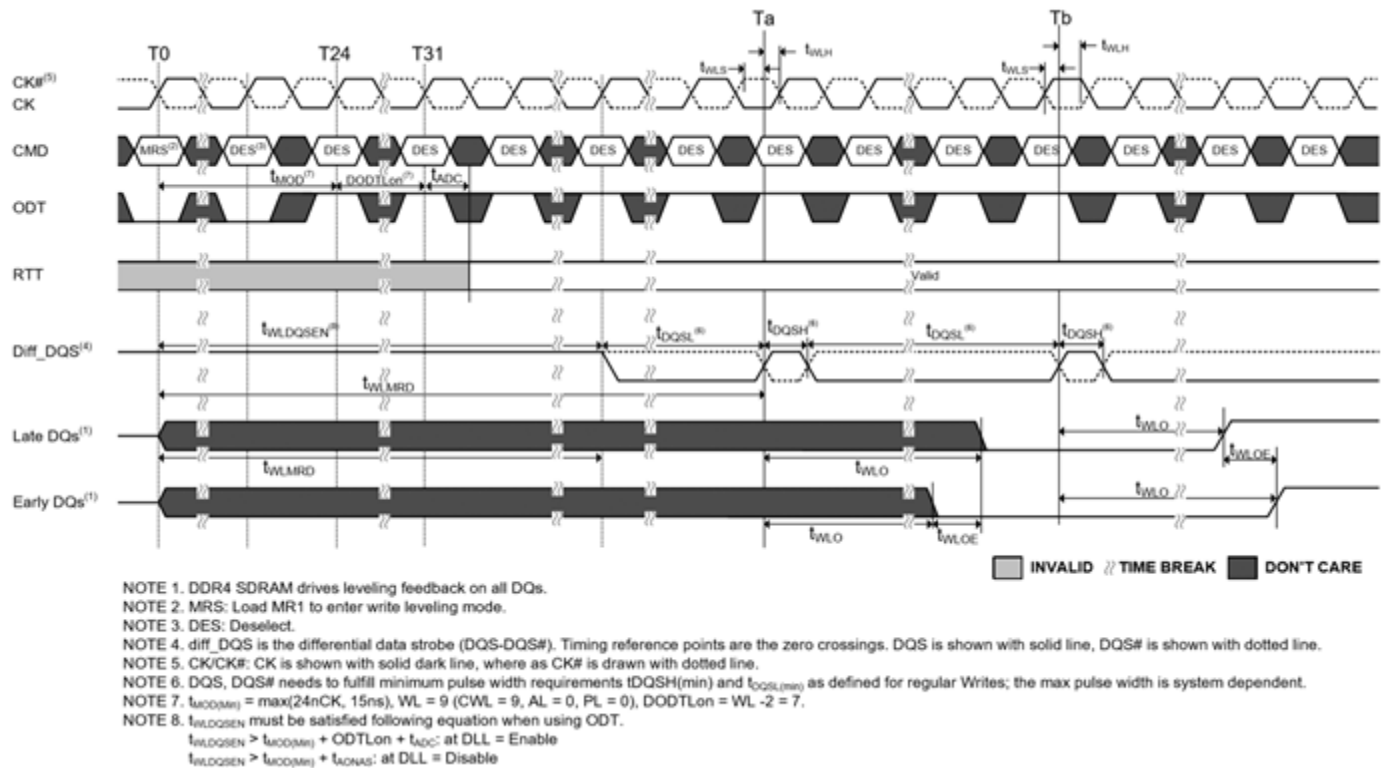 Ta Tb
T0 T24 T31 tWLS tWLH tWLS tWLH
CK#(5)
CK
CMD MRS(2) DES(3) DES DES DES DES DES DES DES DES DES DES DES
tMOD(7) DODTLon(7) tADC
ODT
RTT Valid
tWLDQSEN(8) tDQSL(6) tDQSH(6) tDQSL(6) tDQSH(6)
Diff_DQS(4)
tWLMRD
Late DQs(1) tWLO
tWLMRD tWLO tWLOE
Early DQs(1) tWLO
tWLO tWLOE
INVALID TIME BREAK DON'T CARE
NOTE 1. DDR4 SDRAM drives leveling feedback on all DQs.
NOTE 2. MRS: Load MR1 to enter write leveling mode.
NOTE 3. DES: Deselect.
NOTE 4. diff_DQS is the differential data strobe (DQS-DQS#). Timing reference points are the zero crossings. DQS is shown with solid line, DQS# is shown with dotted line.
NOTE 5. CK/CK#: CK is shown with solid dark line, where as CK# is drawn with dotted line.
NOTE 6. DQS, DQS# needs to fulfill minimum pulse width requirements tDQSH(min) and tDQSL(min) as defined for regular Writes; the max pulse width is system dependent.
NOTE 7. tMOD(Min) = max(24nCK, 15ns), WL = 9 (CWL = 9, AL = 0, PL = 0), DODTLon = WL -2 = 7.
NOTE 8. tWLDQSEN must be satisfied following equation when using ODT.
tWLDQSEN > tMOD(Min) + ODTLon + tADC: at DLL = Enable
tWLDQSEN > tMOD(Min) + tAONAS: at DLL = Disable